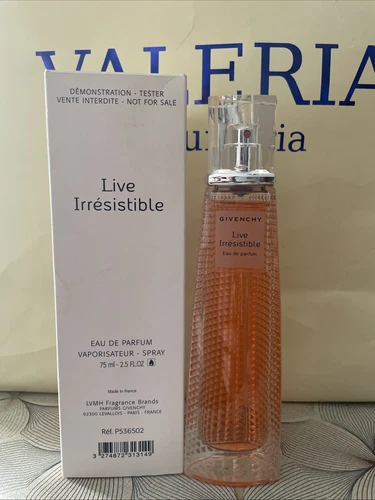 VALERIA
ria
DÉMONSTRATION - TESTER
VENTE INTERDITE - NOT FOR SALE
Live
Irrésistible
EAU DE PARFUM
VAPORISATEUR - SPRAY
75 ml - 2.5 FL.OZ
Made in France
LVMH Fragrance Brands
PARFUMS GIVENCHY
92300 LEVALLOIS - PARIS - FRANCE
Réf. P536502
3 274872 313149
GIVENCHY
Live
Irrésistible
Eau de parfum